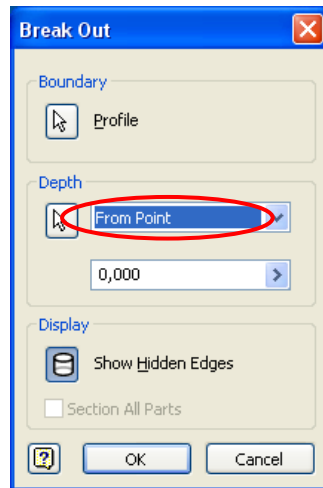 Break Out
Boundary
Profile
Depth
From Point
0,000
Display
Show Hidden Edges
Section All Parts
OK
Cancel